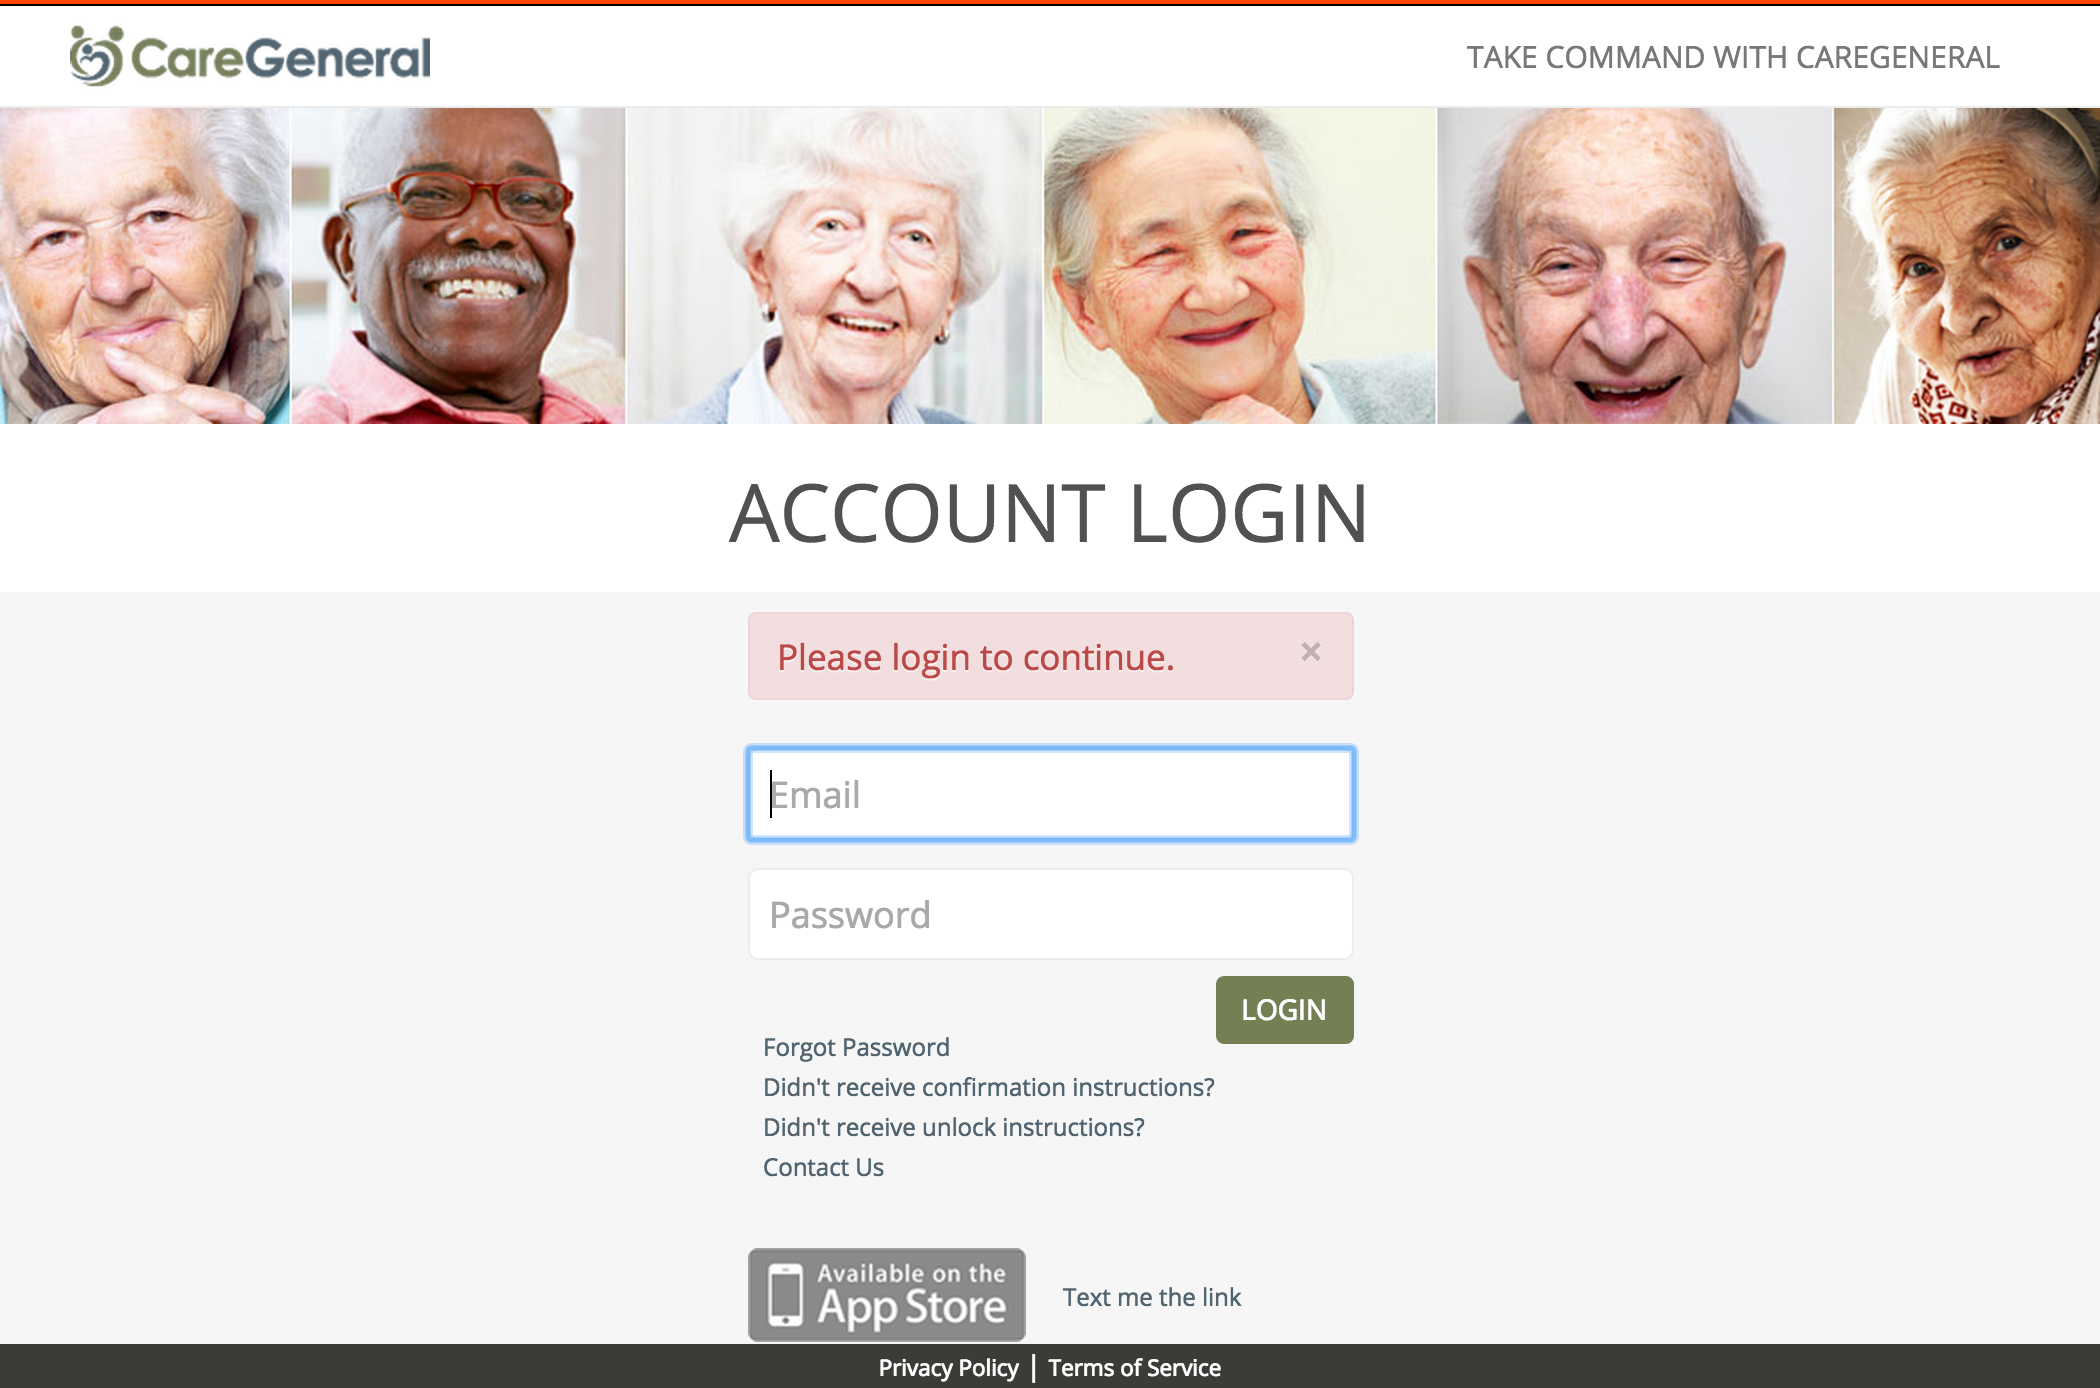 CareGeneral
TAKE COMMAND WITH CAREGENERAL
ACCOUNT LOGIN
Please login to continue.
×
Email
Password
LOGIN
Forgot Password
Didn't receive confirmation instructions?
Didn't receive unlock instructions?
Contact Us
Available on the
App Store
Text me the link
Privacy Policy | Terms of Service